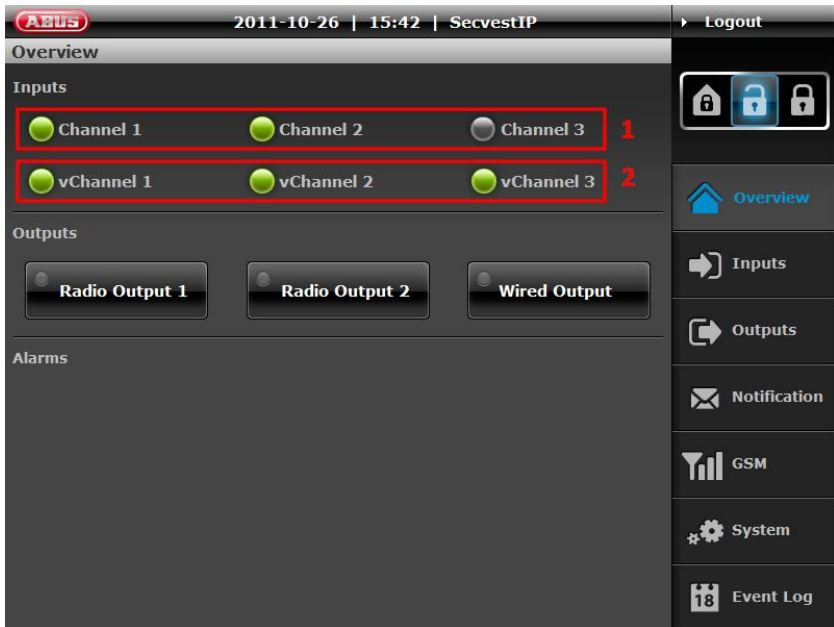 ABUS 2011-10-26 | 15:42 | SecvestIP Logout
Overview
Inputs
Channel 1 Channel 2 Channel 3 1
vChannel 1 vChannel 2 vChannel 3 2
Outputs
Radio Output 1 Radio Output 2 Wired Output
Alarms
Overview
Inputs
Outputs
Notification
GSM
System
18 Event Log